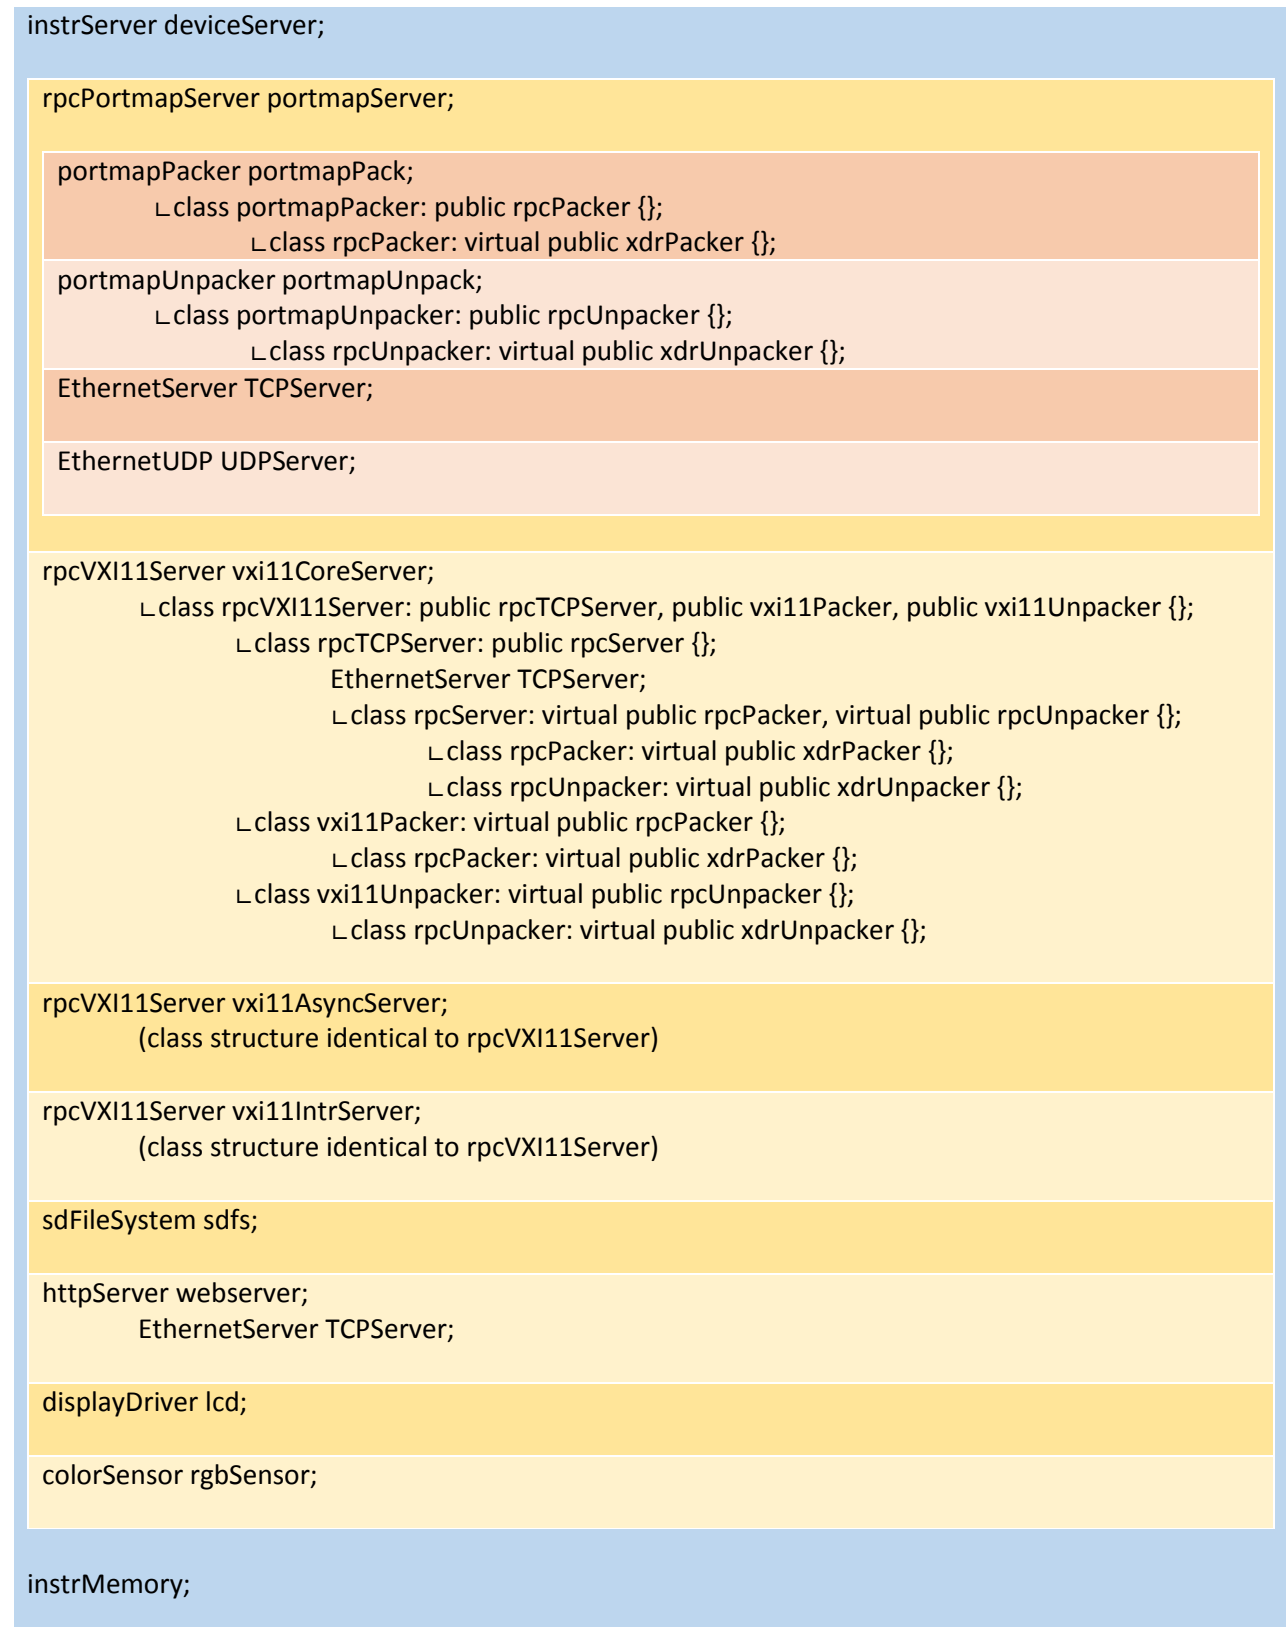 instrServer deviceServer;
rpcPortmapServer portmapServer;
portmapPacker portmapPack;
∟class portmapPacker: public rpcPacker {};
∟class rpcPacker: virtual public xdrPacker {};
portmapUnpacker portmapUnpack;
∟class portmapUnpacker: public rpcUnpacker {};
∟class rpcUnpacker: virtual public xdrUnpacker {};
EthernetServer TCPServer;
EthernetUDP UDPServer;
rpcVXI11Server vxi11CoreServer;
∟class rpcVXI11Server: public rpcTCPServer, public vxi11Packer, public vxi11Unpacker {};
∟class rpcTCPServer: public rpcServer {};
EthernetServer TCPServer;
∟class rpcServer: virtual public rpcPacker, virtual public rpcUnpacker {};
∟class rpcPacker: virtual public xdrPacker {};
∟class rpcUnpacker: virtual public xdrUnpacker {};
∟class vxi11Packer: virtual public rpcPacker {};
∟class rpcPacker: virtual public xdrPacker {};
∟class vxi11Unpacker: virtual public rpcUnpacker {};
∟class rpcUnpacker: virtual public xdrUnpacker {};
rpcVXI11Server vxi11AsyncServer;
(class structure identical to rpcVXI11Server)
rpcVXI11Server vxi11IntrServer;
(class structure identical to rpcVXI11Server)
sdFileSystem sdfs;
httpServer webserver;
EthernetServer TCPServer;
displayDriver lcd;
colorSensor rgbSensor;
instrMemory;